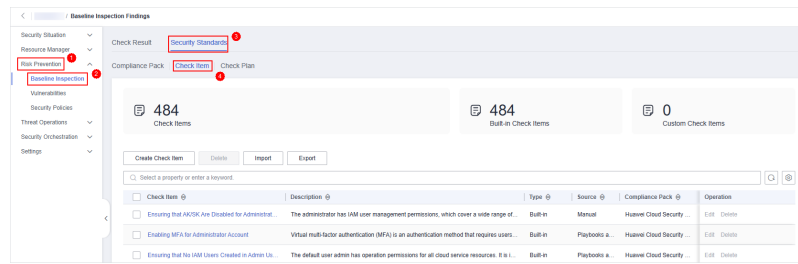 / Baseline Inspection Findings
Security Situation
Resource Manager
Risk Prevention
1
Baseline Inspection
2
Vulnerabilities
Security Policies
Threat Operations
Security Orchestration
Settings
Check Result Security Standards
3
Compliance Pack Check Item Check Plan
4
484
Check Items
484
Built-in Check Items
0
Custom Check Items
Create Check Item Delete Import Export
Select a property or enter a keyword.
Check Item Description Type Source Compliance Pack Operation
Ensuring that AK/SK Are Disabled for Administrat... The administrator has IAM user management permissions, which cover a wide range of... Built-in Manual Huawei Cloud Security ... Edit Delete
Enabling MFA for Administrator Account Virtual multi-factor authentication (MFA) is an authentication method that requires users... Built-in Playbooks a... Huawei Cloud Security ... Edit Delete
Ensuring that No IAM Users Created in Admin Us... The default user admin has operation permissions for all cloud service resources. It is i... Built-in Playbooks a... Huawei Cloud Security ... Edit Delete